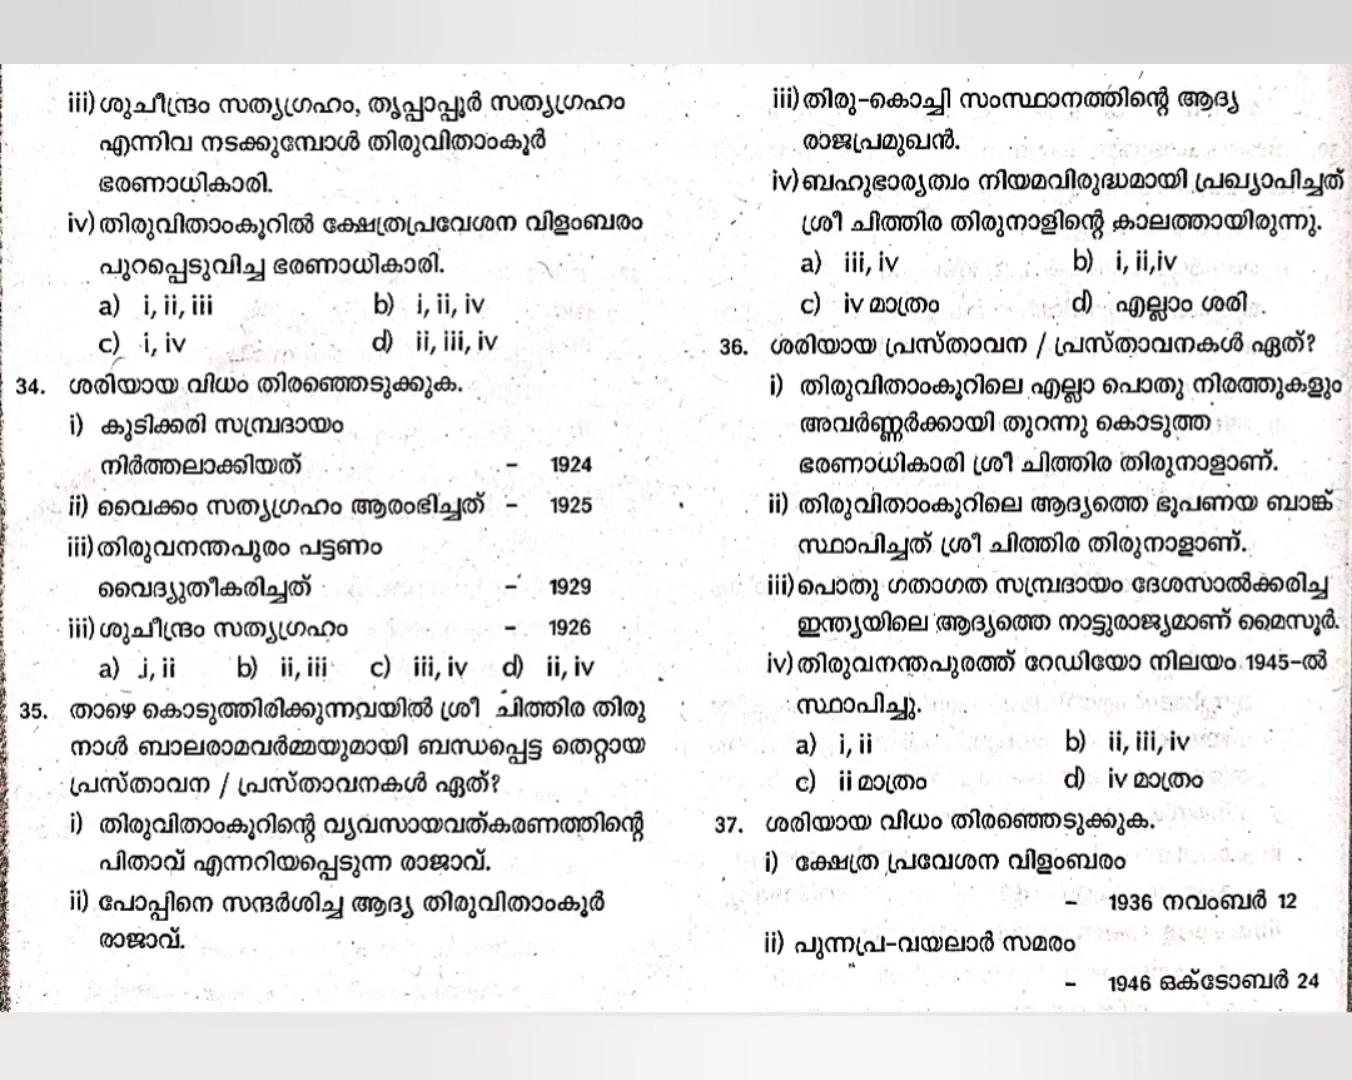 iii) ശുചീന്ദ്രം സത്യഗ്രഹം, തൃപ്പാപ്പൂർ സത്യഗ്രഹം
എന്നിവ നടക്കുമ്പോൾ തിരുവിതാംകൂർ
ഭരണാധികാരി.
iv) തിരുവിതാംകൂറിൽ ക്ഷേത്രപ്രവേശന വിളംബരം
പുറപ്പെടുവിച്ച ഭരണാധികാരി.
a) i, ii, iii b) i, ii, iv
c) i, iv d) ii, iii, iv
34. ശരിയായ വിധം തിരഞ്ഞെടുക്കുക.
i) കുടിക്കരി സമ്പ്രദായം
നിർത്തലാക്കിയത് – 1924
ii) വൈക്കം സത്യഗ്രഹം ആരംഭിച്ചത് – 1925
iii) തിരുവനന്തപുരം പട്ടണം
വൈദ്യുതീകരിച്ചത് – 1929
iii) ശുചീന്ദ്രം സത്യഗ്രഹം – 1926
a) i, ii b) ii, iii c) iii, iv d) ii, iv
35. താഴെ കൊടുത്തിരിക്കുന്നവയിൽ ശ്രീ ചിത്തിര തിരു
നാൾ ബാലരാമവർമ്മയുമായി ബന്ധപ്പെട്ട തെറ്റായ
പ്രസ്താവന / പ്രസ്താവനകൾ ഏത്?
i) തിരുവിതാംകൂറിന്റെ വ്യവസായവത്കരണത്തിന്റെ
പിതാവ് എന്നറിയപ്പെടുന്ന രാജാവ്.
ii) പോപ്പിനെ സന്ദർശിച്ച ആദ്യ തിരുവിതാംകൂർ
രാജാവ്.
iii) തിരു-കൊച്ചി സംസ്ഥാനത്തിന്റെ ആദ്യ
രാജപ്രമുഖൻ.
iv) ബഹുഭാര്യത്വം നിയമവിരുദ്ധമായി പ്രഖ്യാപിച്ചത്
ശ്രീ ചിത്തിര തിരുനാളിന്റെ കാലത്തായിരുന്നു.
a) iii, iv b) i, ii,iv
c) iv മാത്രം d) എല്ലാം ശരി.
36. ശരിയായ പ്രസ്താവന / പ്രസ്താവനകൾ ഏത്?
i) തിരുവിതാംകൂറിലെ എല്ലാ പൊതു നിരത്തുകളും
അവർണ്ണർക്കായി തുറന്നു കൊടുത്ത
ഭരണാധികാരി ശ്രീ ചിത്തിര തിരുനാളാണ്.
ii) തിരുവിതാംകൂറിലെ ആദ്യത്തെ ഭൂപണയ ബാങ്ക്
സ്ഥാപിച്ചത് ശ്രീ ചിത്തിര തിരുനാളാണ്.
iii) പൊതു ഗതാഗത സമ്പ്രദായം ദേശസാൽക്കരിച്ച
ഇന്ത്യയിലെ ആദ്യത്തെ നാട്ടുരാജ്യമാണ് മൈസൂർ.
iv) തിരുവനന്തപുരത്ത് റേഡിയോ നിലയം 1945-ൽ
സ്ഥാപിച്ചു.
a) i, ii b) ii, iii, iv
c) ii മാത്രം d) iv മാത്രം
37. ശരിയായ വിധം തിരഞ്ഞെടുക്കുക.
i) ക്ഷേത്ര പ്രവേശന വിളംബരം
– 1936 നവംബർ 12
ii) പുന്നപ്ര-വയലാർ സമരം
– 1946 ഒക്ടോബർ 24